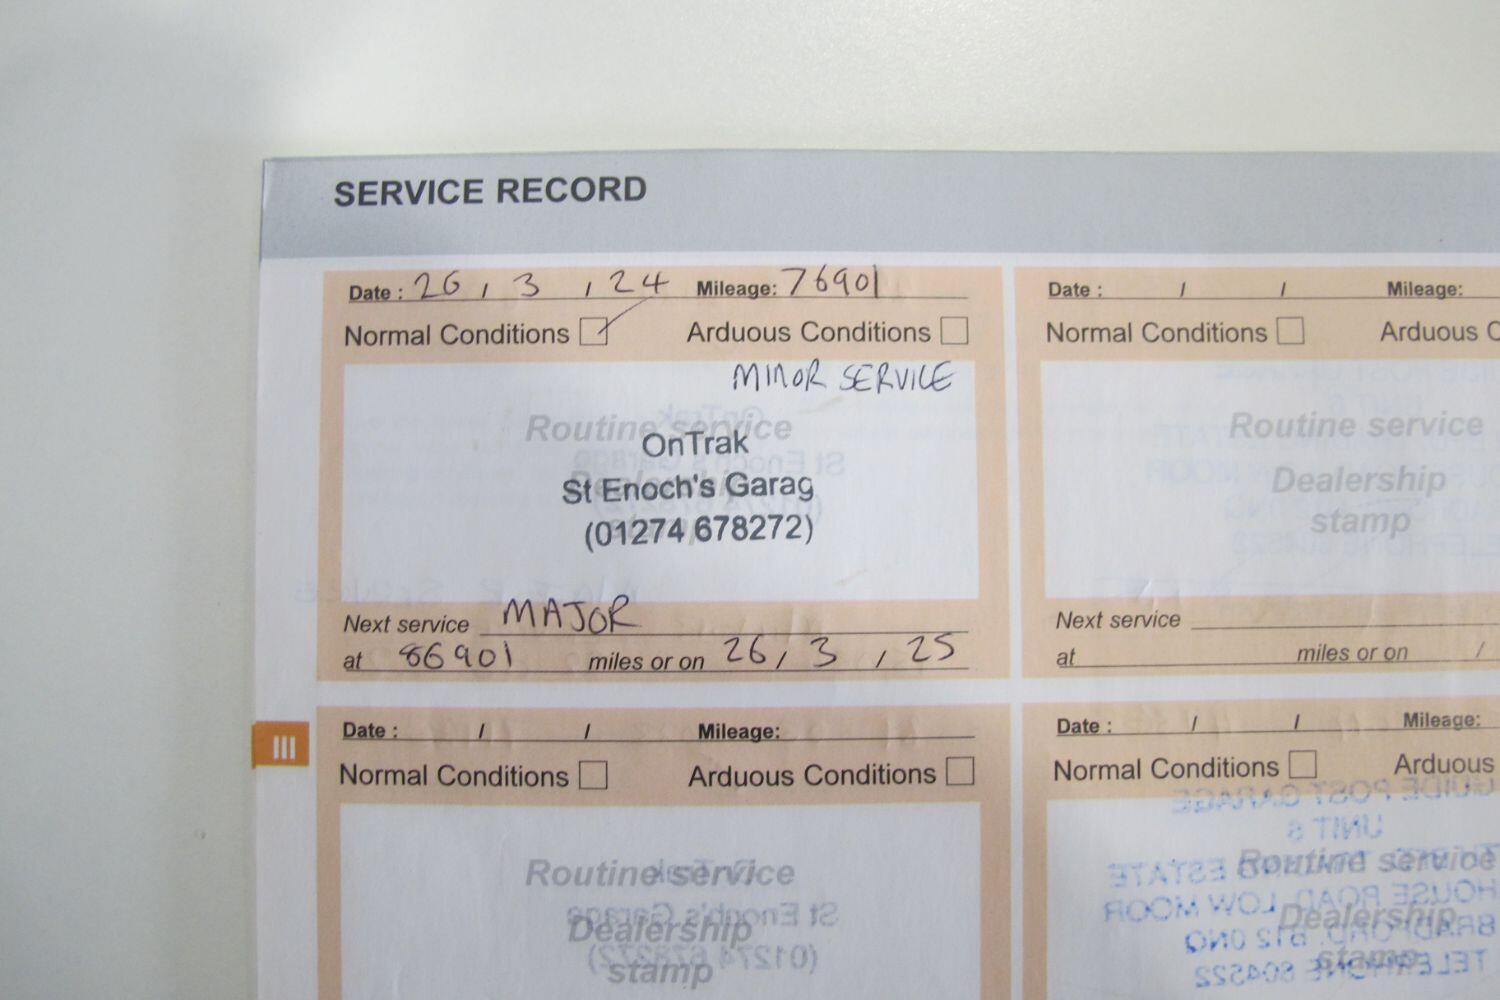 SERVICE RECORD
Date : 26 / 3 / 24 Mileage: 76901
Normal Conditions Arduous Conditions
MINOR SERVICE
Routine service
OnTrak
St Enoch's Garag
(01274 678272)
Next service MAJOR
at 86901 miles or on 26 / 3 / 25
Date : / / Mileage:
Normal Conditions Arduous C
Routine service
Dealership
stamp
Next service
at miles or on /
III
Date : / / Mileage:
Normal Conditions Arduous Conditions
Routine service
Dealership
stamp
Date : / / Mileage:
Normal Conditions Arduous
Routine service
Dealership
stamp